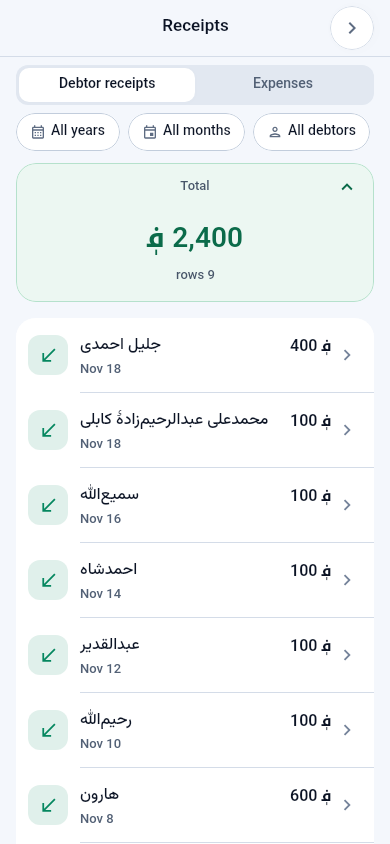 Receipts
Debtor receipts
Expenses
All years
All months
All debtors
Total
؋ 2,400
rows 9
جلیل احمدی
400 ؋
Nov 18
محمدعلی عبدالرحیم‌زادهٔ کابلی
100 ؋
Nov 18
سمیع‌الله
100 ؋
Nov 16
احمدشاه
100 ؋
Nov 14
عبدالقدیر
100 ؋
Nov 12
رحیم‌الله
100 ؋
Nov 10
هارون
600 ؋
Nov 8